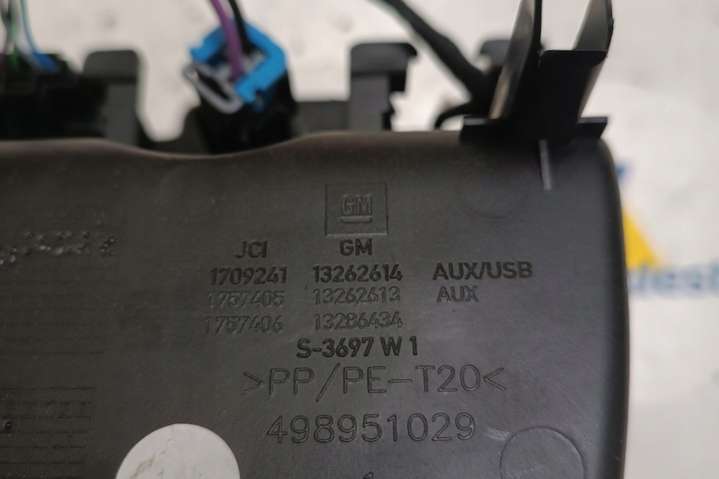 GM
JCI GM
1709241 13262614 AUX/USB
1757405 13262613 AUX
1757406 13286434
S-3697 W 1
>PP/PE-T20<
498951029